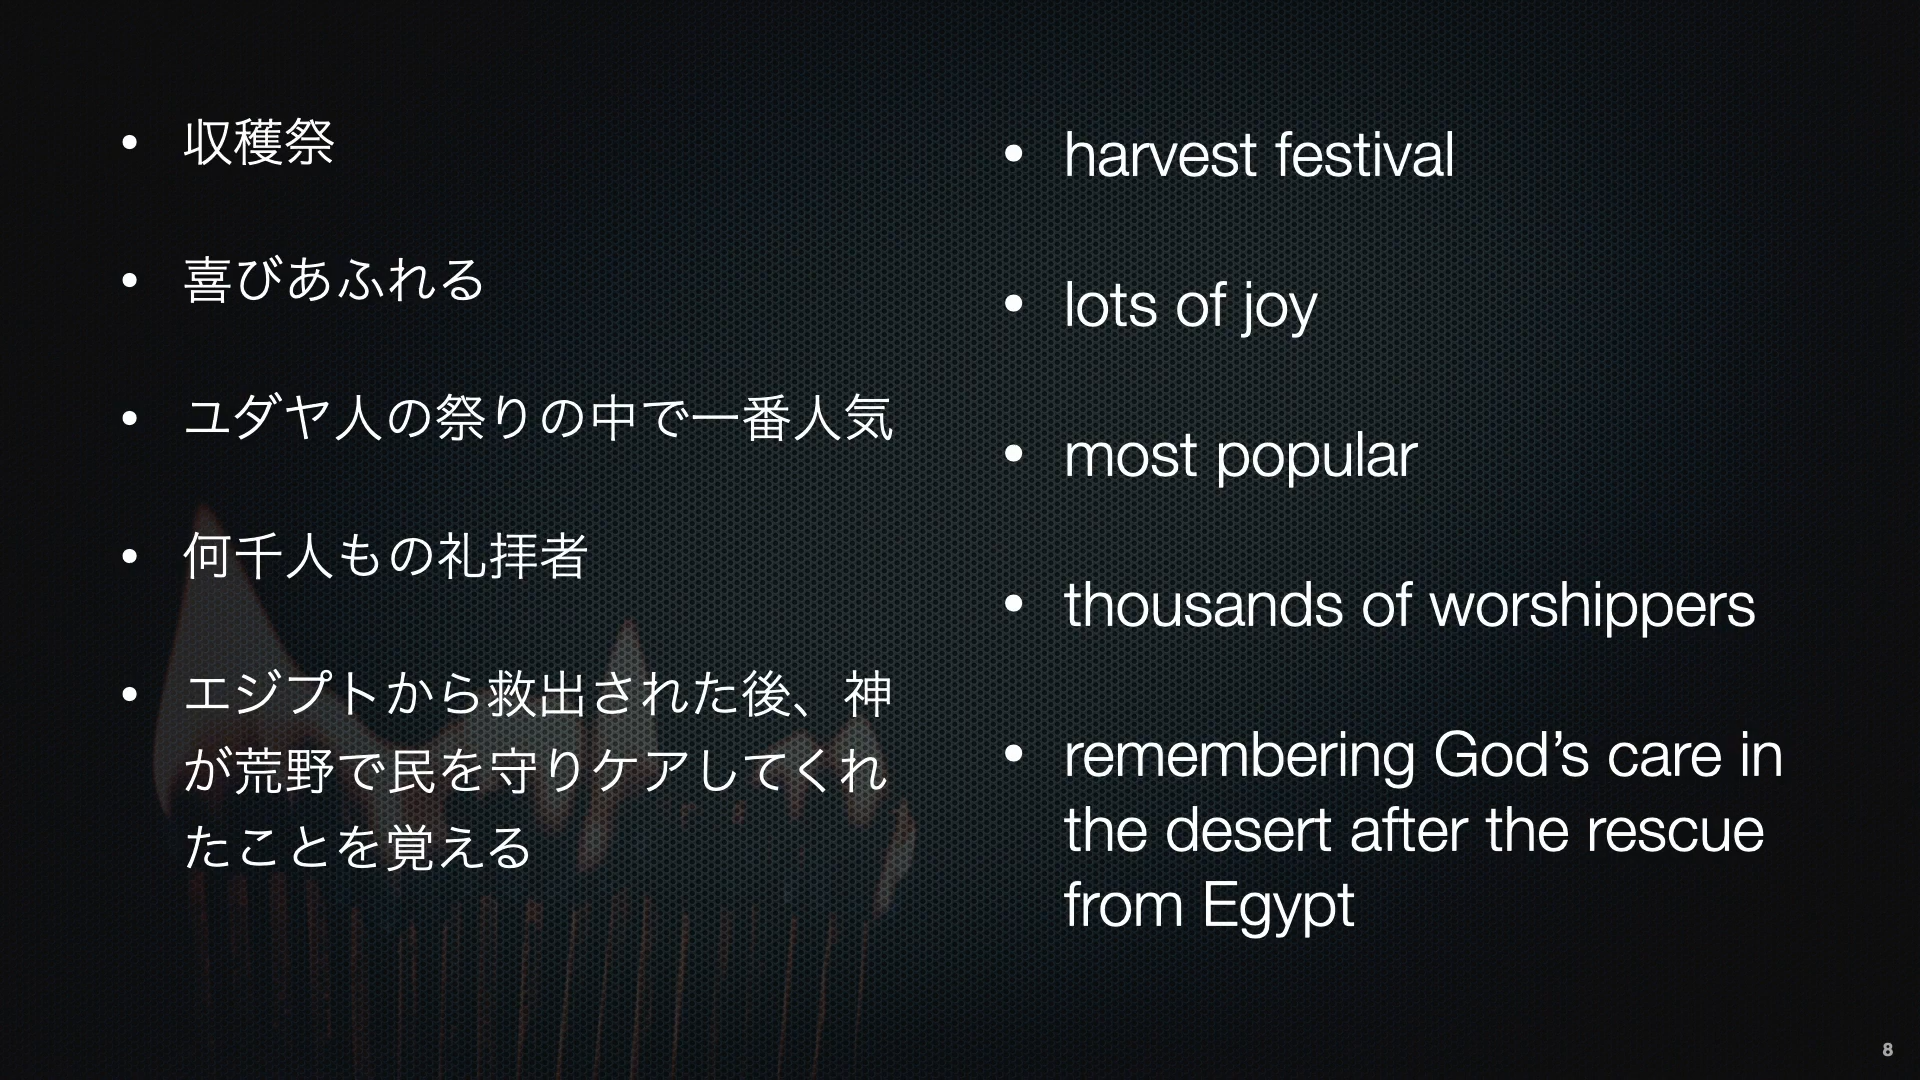 • 収穫祭
• 喜びあふれる
• ユダヤ人の祭りの中で一番人気
• 何千人もの礼拝者
• エジプトから救出された後、神
が荒野で民を守りケアしてくれ
たことを覚える
• harvest festival
• lots of joy
• most popular
• thousands of worshippers
• remembering God’s care in
the desert after the rescue
from Egypt
8